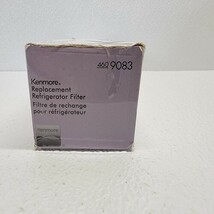 460 9083
Kenmore
Replacement
Refrigerator Filter
Filtre de rechange
pour réfrigérateur